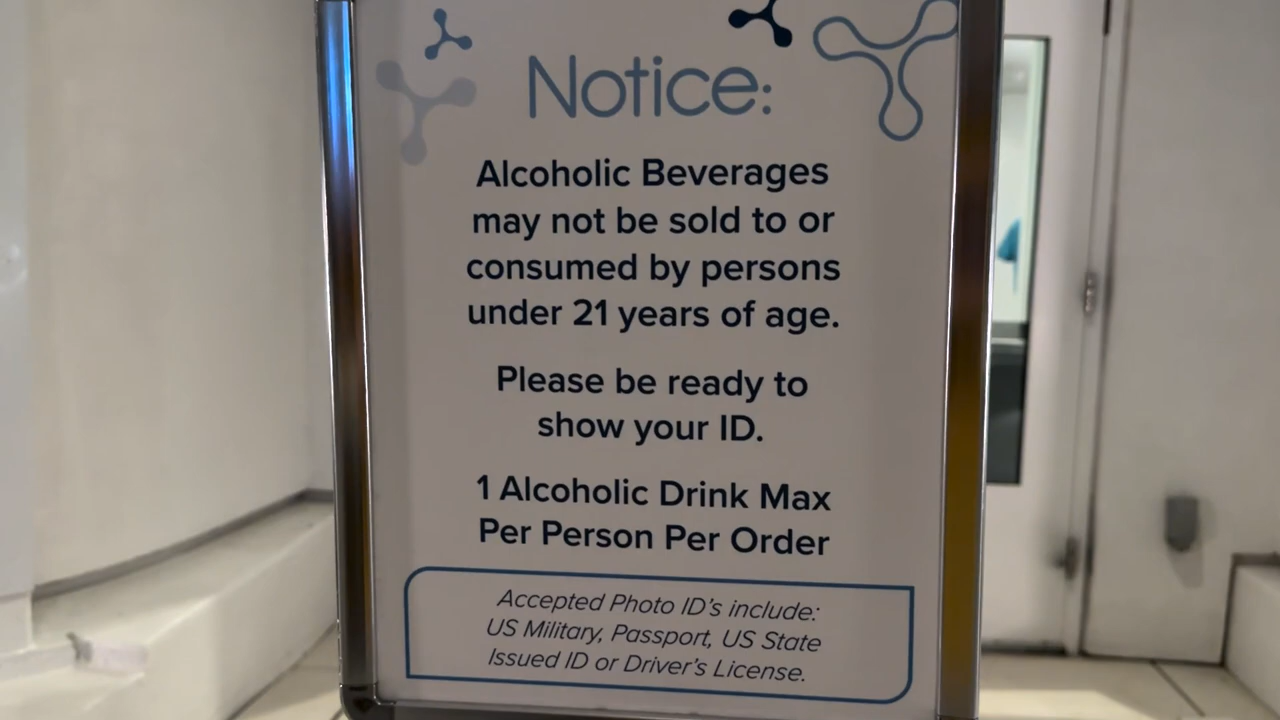 Notice:
Alcoholic Beverages
may not be sold to or
consumed by persons
under 21 years of age.
Please be ready to
show your ID.
1 Alcoholic Drink Max
Per Person Per Order
Accepted Photo ID's include:
US Military, Passport, US State
Issued ID or Driver's License.